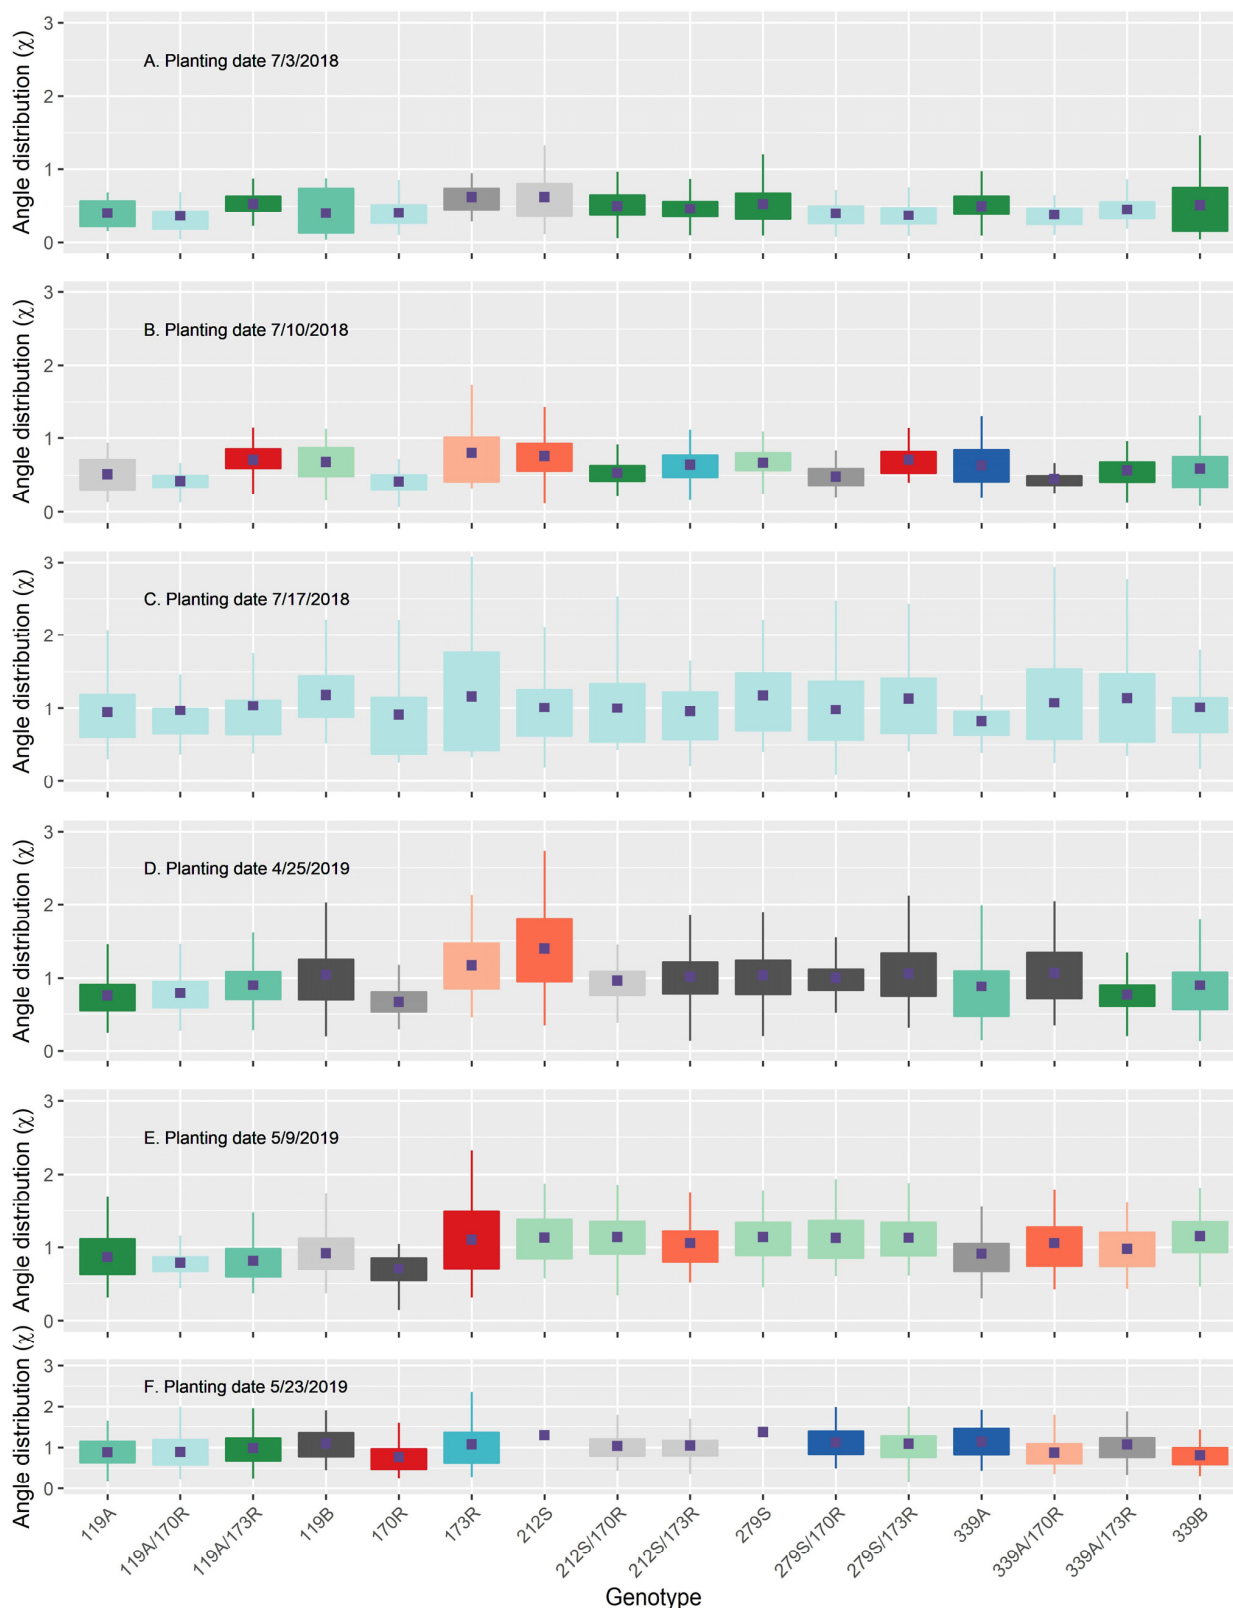 Angle distribution (χ)
3
2
1
0
A. Planting date 7/3/2018
Angle distribution (χ)
3
2
1
0
B. Planting date 7/10/2018
Angle distribution (χ)
3
2
1
0
C. Planting date 7/17/2018
Angle distribution (χ)
3
2
1
0
D. Planting date 4/25/2019
Angle distribution (χ)
3
2
1
0
E. Planting date 5/9/2019
Angle distribution (χ)
3
2
1
0
F. Planting date 5/23/2019
119A
119A/170R
119A/173R
119B
170R
173R
212S
212S/170R
212S/173R
279S
279S/170R
279S/173R
339A
339A/170R
339A/173R
339B
Genotype